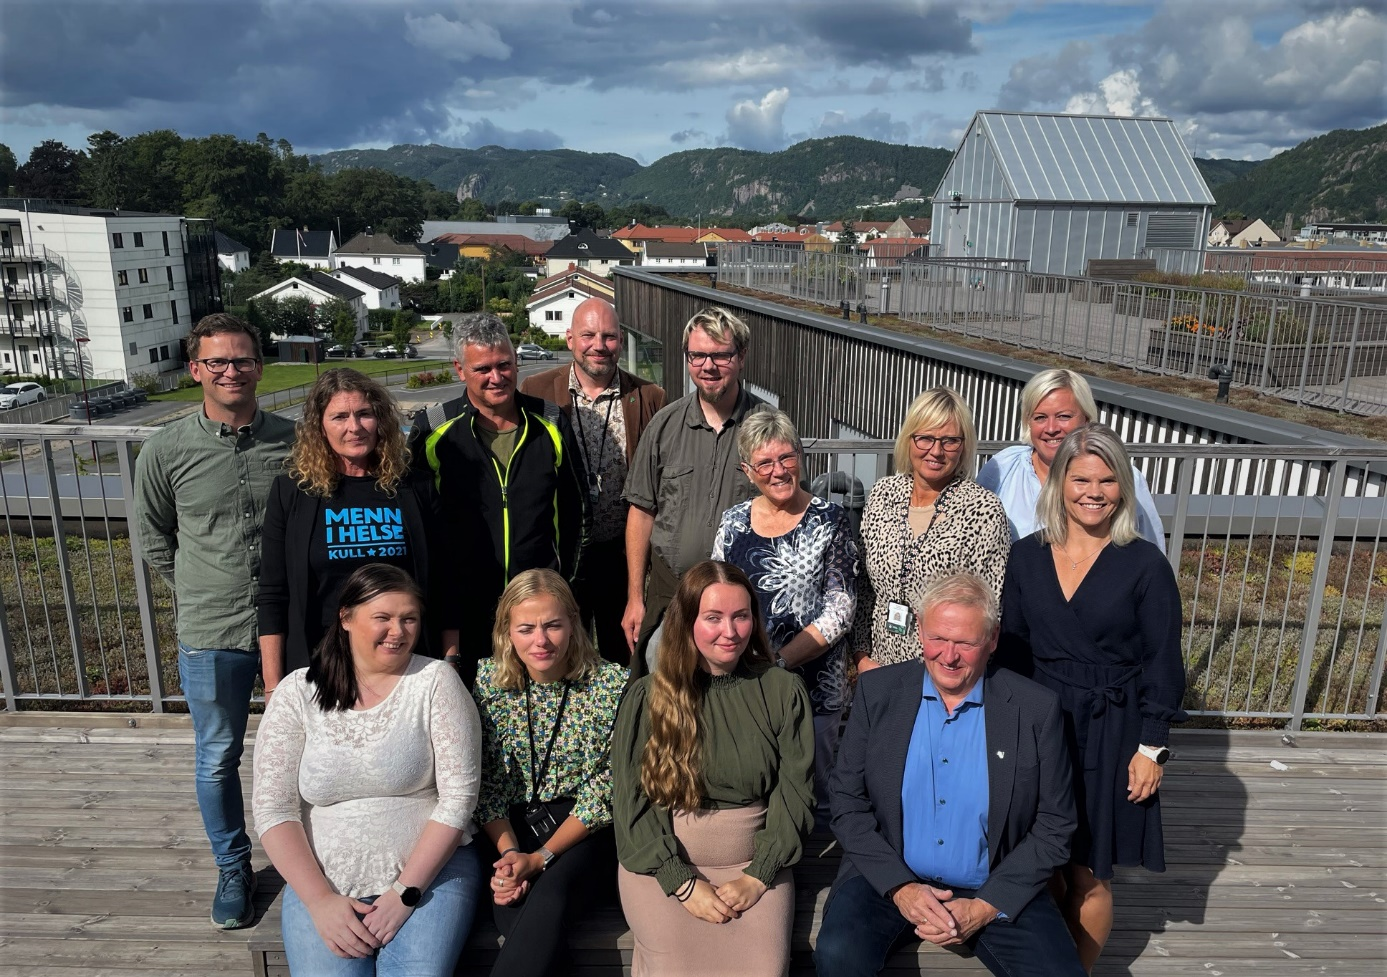 MENN
I HELSE
KULL ★ 2021